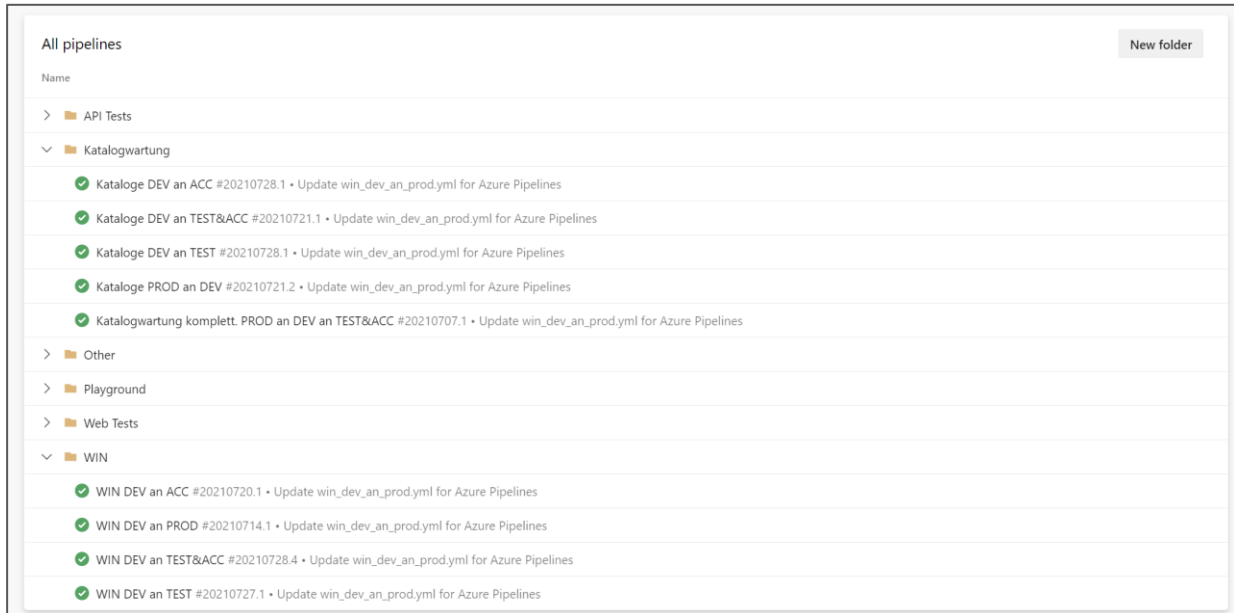 All pipelines
New folder
Name
API Tests
Katalogwartung
Kataloge DEV an ACC #20210728.1 • Update win_dev_an_prod.yml for Azure Pipelines
Kataloge DEV an TEST&ACC #20210721.1 • Update win_dev_an_prod.yml for Azure Pipelines
Kataloge DEV an TEST #20210728.1 • Update win_dev_an_prod.yml for Azure Pipelines
Kataloge PROD an DEV #20210721.2 • Update win_dev_an_prod.yml for Azure Pipelines
Katalogwartung komplett. PROD an DEV an TEST&ACC #20210707.1 • Update win_dev_an_prod.yml for Azure Pipelines
Other
Playground
Web Tests
WIN
WIN DEV an ACC #20210720.1 • Update win_dev_an_prod.yml for Azure Pipelines
WIN DEV an PROD #20210714.1 • Update win_dev_an_prod.yml for Azure Pipelines
WIN DEV an TEST&ACC #20210728.4 • Update win_dev_an_prod.yml for Azure Pipelines
WIN DEV an TEST #20210727.1 • Update win_dev_an_prod.yml for Azure Pipelines